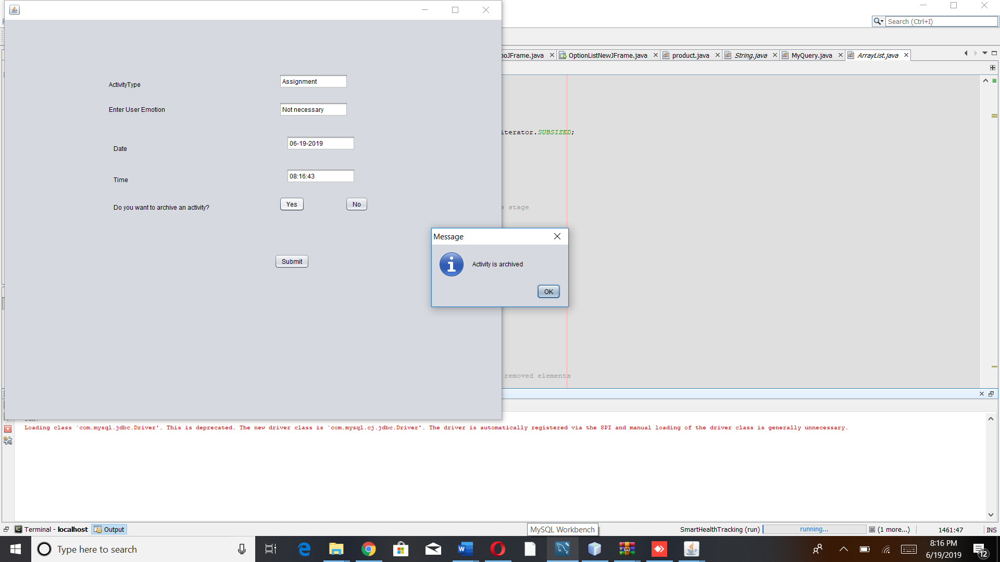 Search (Ctrl+I)
OptionListNewJFrame.java
product.java
String.java
MyQuery.java
ArrayList.java
ActivityType
Assignment
Enter User Emotion
Not necessary
iterator.SUBSIZED;
Date
06-19-2019
Time
08:16:43
Do you want to archive an activity?
Yes
No
s stage
Message
Activity is archived
OK
Submit
removed elements
run:
Loading class `com.mysql.jdbc.Driver'. This is deprecated. The new driver class is `com.mysql.cj.jdbc.Driver'. The driver is automatically registered via the SPI and manual loading of the driver class is generally unnecessary.
Terminal - localhost
Output
MySQL Workbench
SmartHealthTracking (run)
running...
(1 more...)
1461:47
INS
Type here to search
8:16 PM
6/19/2019
12